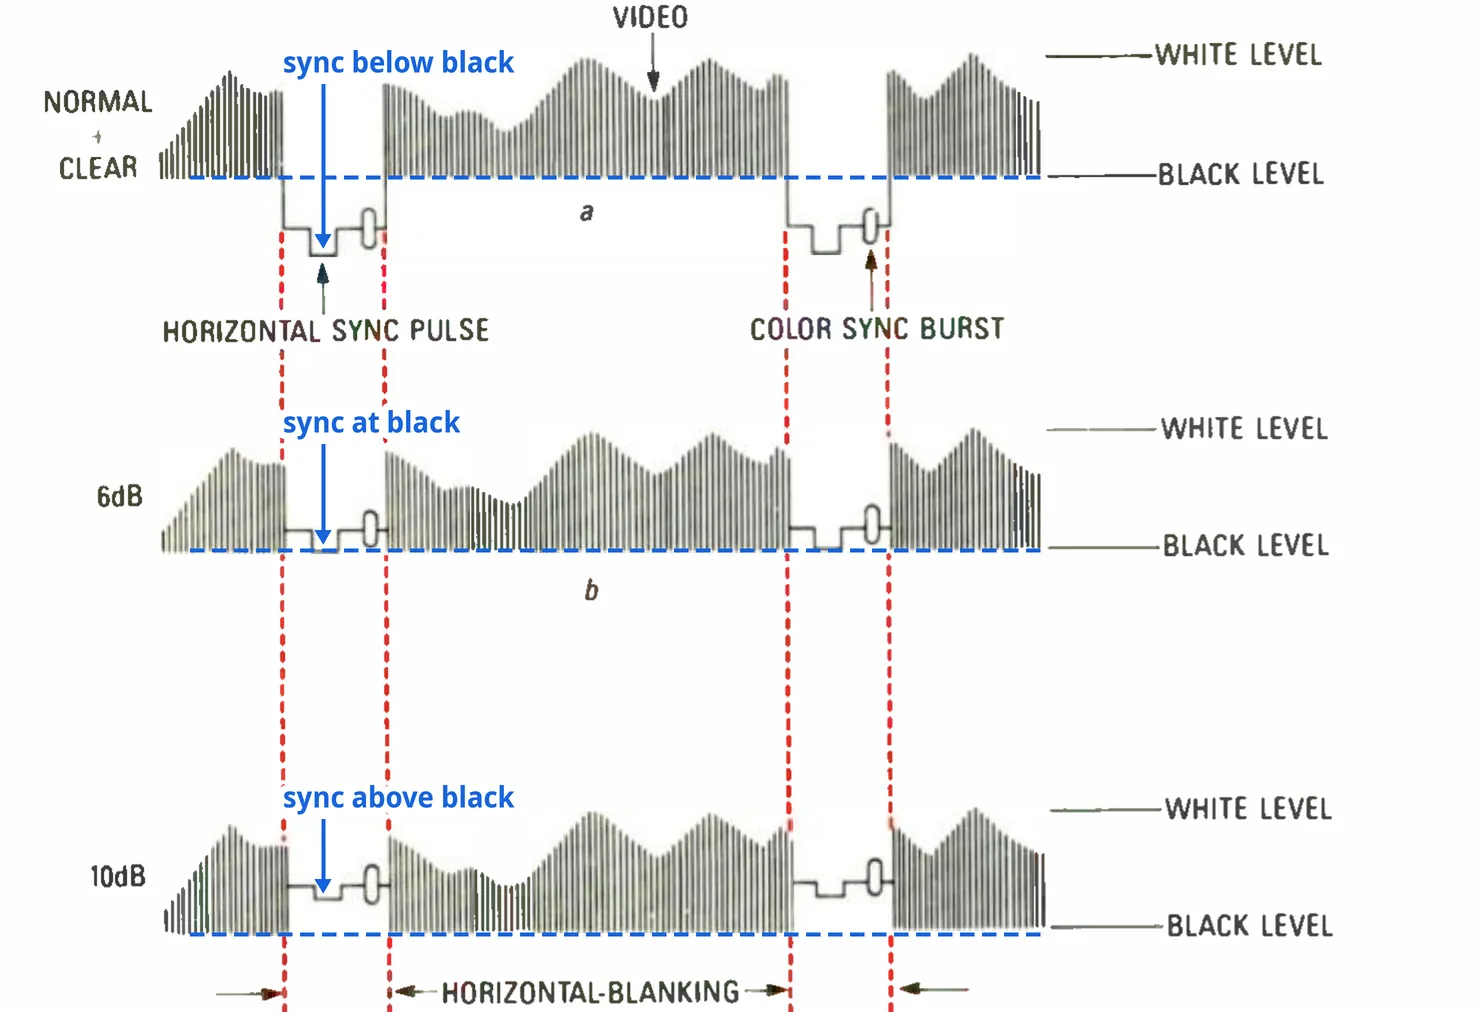 VIDEO
sync below black
WHITE LEVEL
NORMAL
+
CLEAR
BLACK LEVEL
a
HORIZONTAL SYNC PULSE
COLOR SYNC BURST
sync at black
WHITE LEVEL
6dB
BLACK LEVEL
b
sync above black
WHITE LEVEL
10dB
BLACK LEVEL
HORIZONTAL-BLANKING